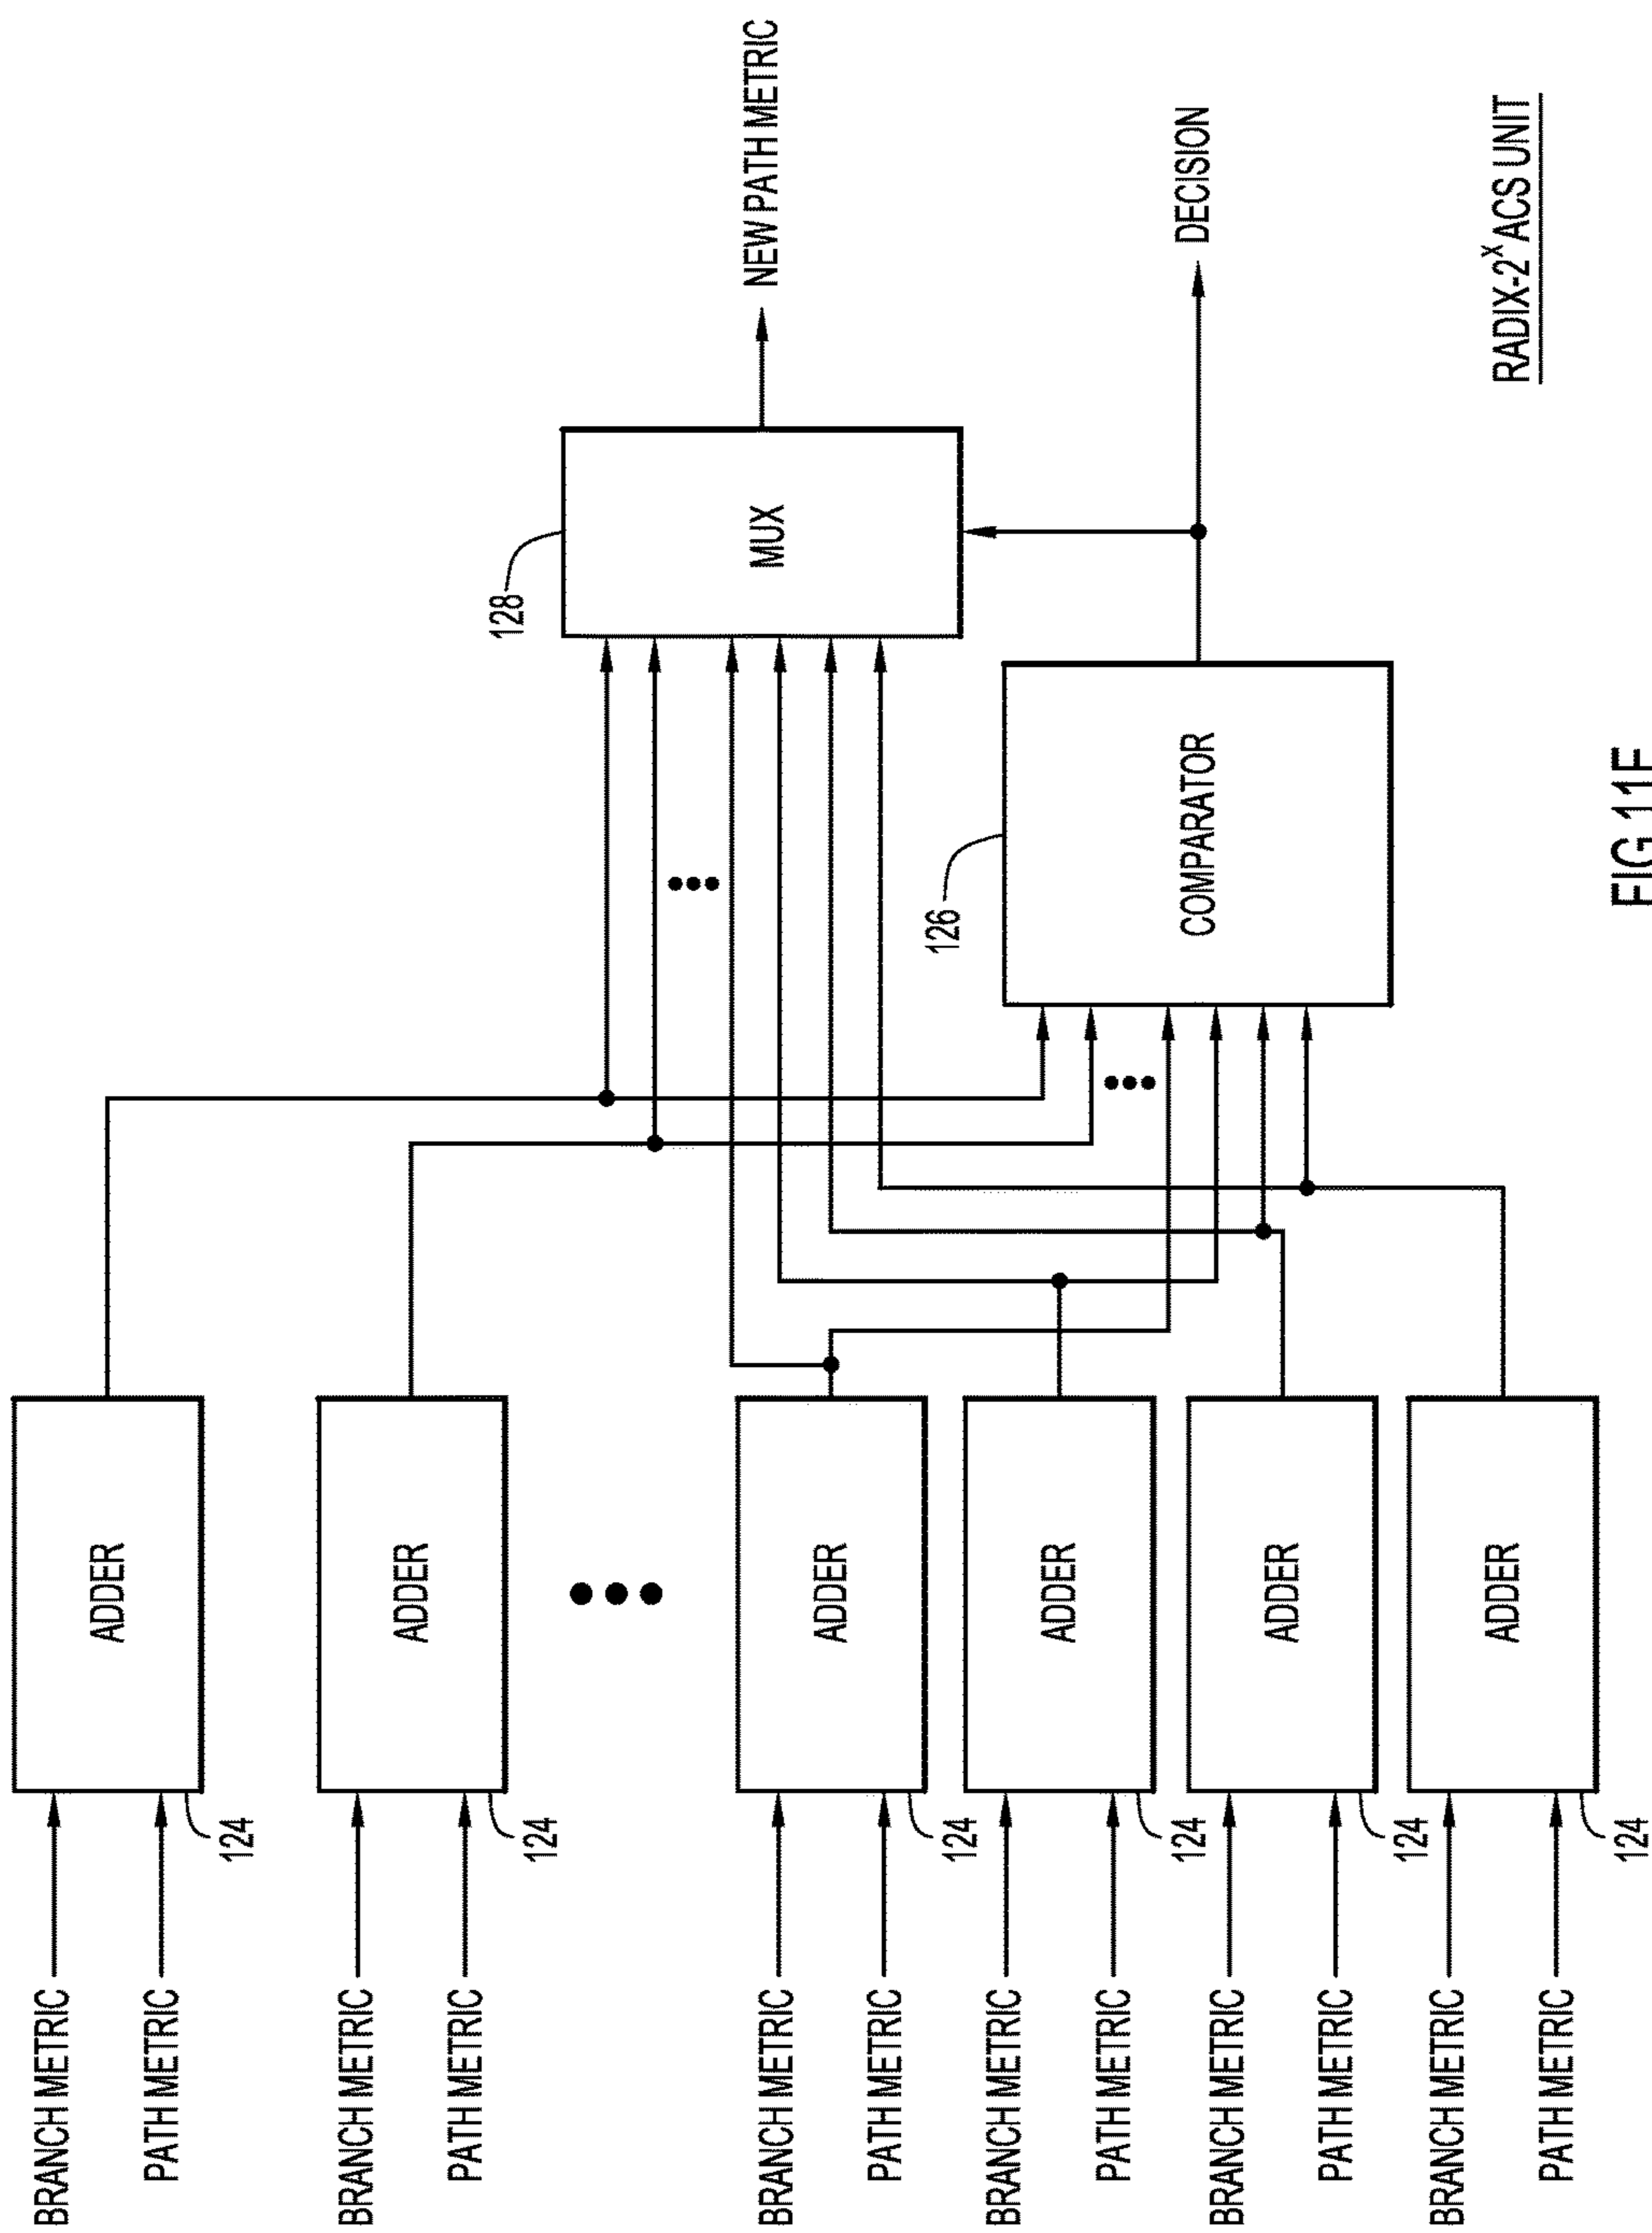 BRANCH METRIC
PATH METRIC
ADDER
124
BRANCH METRIC
PATH METRIC
ADDER
124
BRANCH METRIC
PATH METRIC
ADDER
124
BRANCH METRIC
PATH METRIC
ADDER
124
BRANCH METRIC
PATH METRIC
ADDER
124
BRANCH METRIC
PATH METRIC
ADDER
124
128
MUX
NEW PATH METRIC
126
COMPARATOR
DECISION
RADIX-2^X ACS UNIT